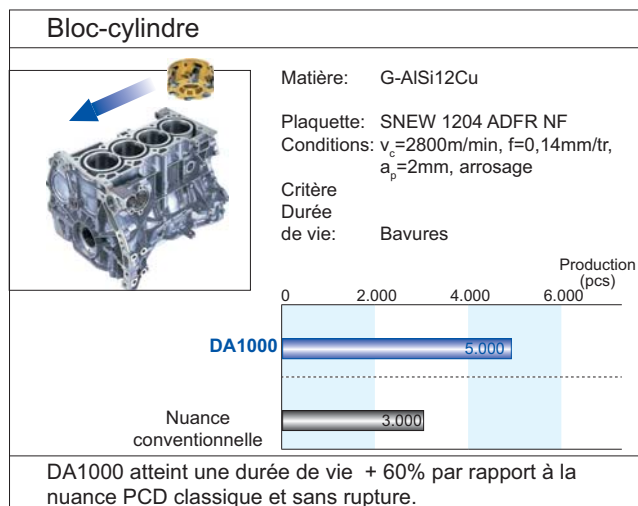 Bloc-cylindre
Matière: G-AlSi12Cu
Plaquette: SNEW 1204 ADFR NF
Conditions: vc=2800m/min, f=0,14mm/tr,
ap=2mm, arrosage
Critère
Durée
de vie: Bavures
Production
(pcs)
0 2.000 4.000 6.000
DA1000 5.000
Nuance
conventionnelle 3.000
DA1000 atteint une durée de vie + 60% par rapport à la
nuance PCD classique et sans rupture.